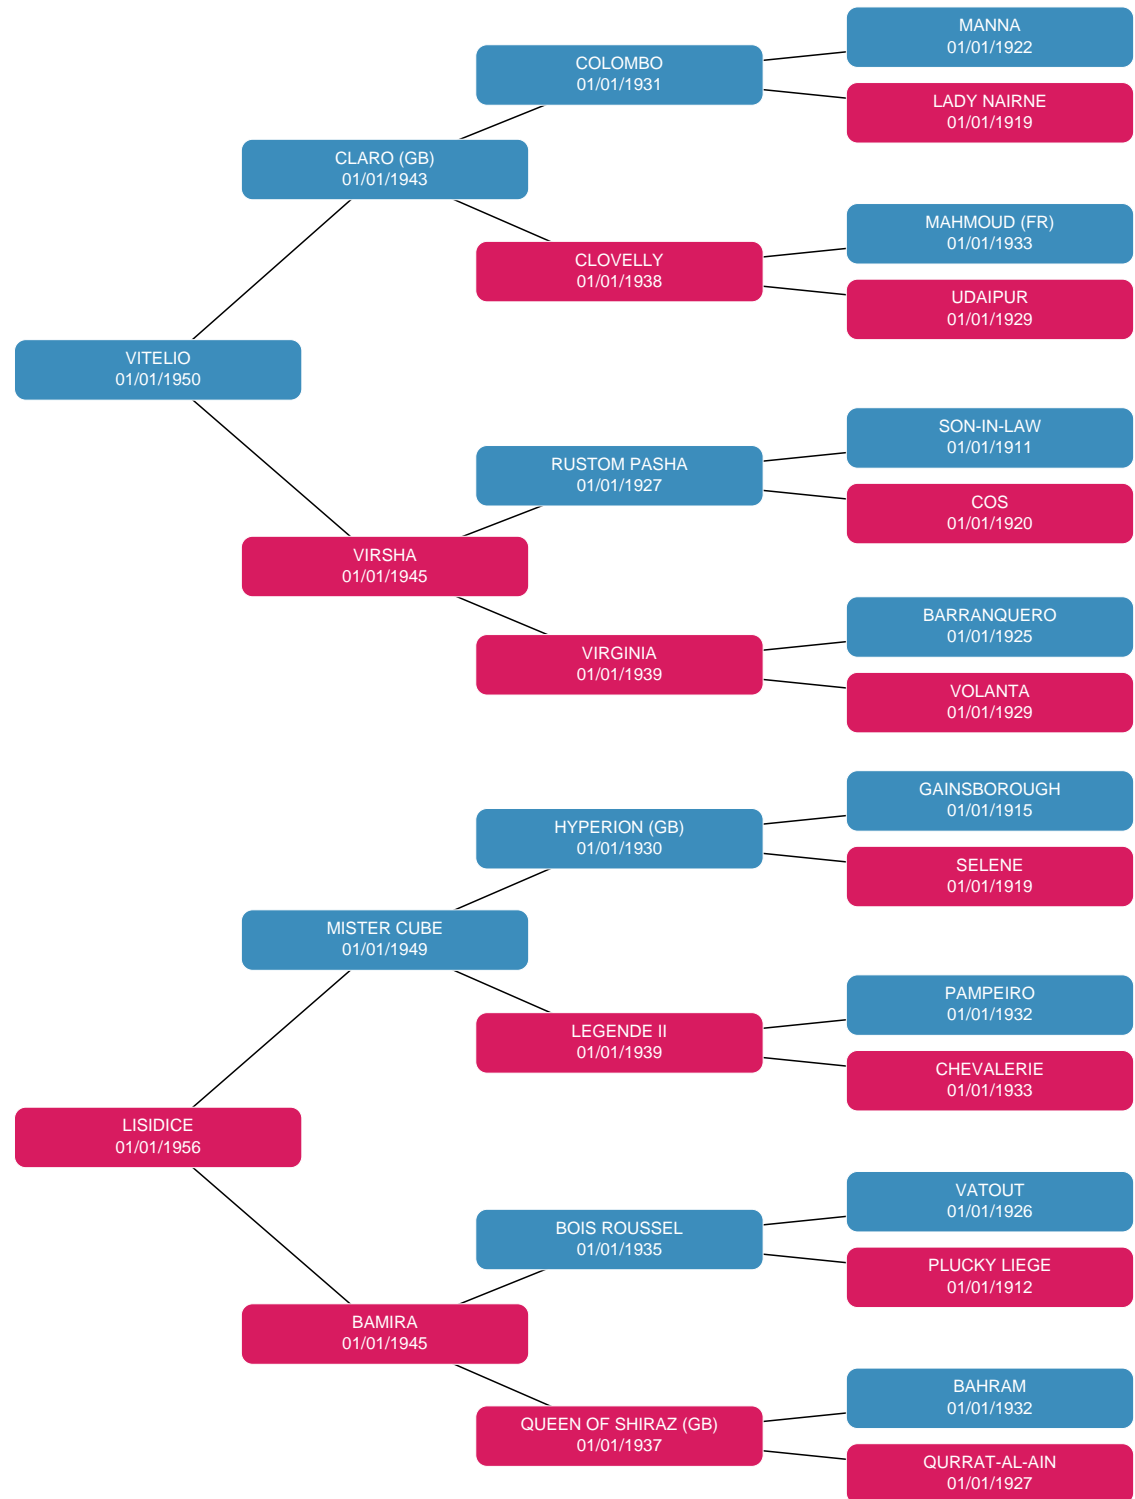 MANNA
01/01/1922
COLOMBO
01/01/1931
LADY NAIRNE
01/01/1919
CLARO (GB)
01/01/1943
MAHMOUD (FR)
01/01/1933
CLOVELLY
01/01/1938
UDAIPUR
01/01/1929
VITELIO
01/01/1950
SON-IN-LAW
01/01/1911
RUSTOM PASHA
01/01/1927
COS
01/01/1920
VIRSHA
01/01/1945
BARRANQUERO
01/01/1925
VIRGINIA
01/01/1939
VOLANTA
01/01/1929
GAINSBOROUGH
01/01/1915
HYPERION (GB)
01/01/1930
SELENE
01/01/1919
MISTER CUBE
01/01/1949
PAMPEIRO
01/01/1932
LEGENDE II
01/01/1939
CHEVALERIE
01/01/1933
LISIDICE
01/01/1956
VATOUT
01/01/1926
BOIS ROUSSEL
01/01/1935
PLUCKY LIEGE
01/01/1912
BAMIRA
01/01/1945
BAHRAM
01/01/1932
QUEEN OF SHIRAZ (GB)
01/01/1937
QURRAT-AL-AIN
01/01/1927